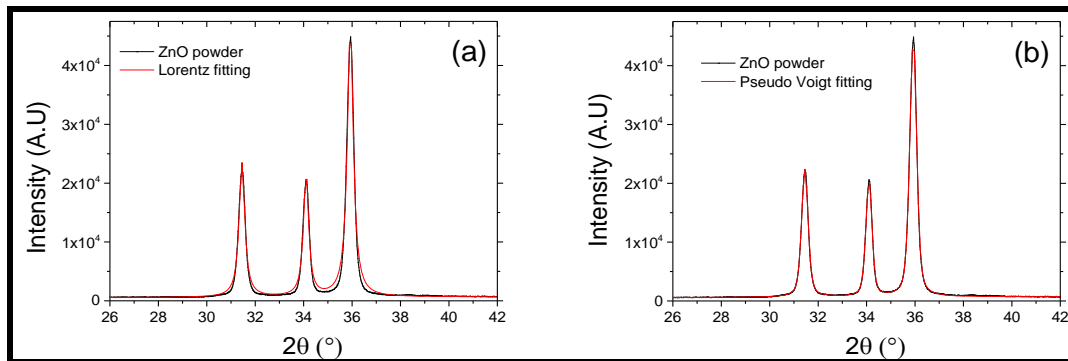 ZnO powder
Lorentz fitting
(a)
Intensity (A.U)
4x10⁴
3x10⁴
2x10⁴
1x10⁴
0
26 28 30 32 34 36 38 40 42
2θ (°)
ZnO powder
Pseudo Voigt fitting
(b)
Intensity (A.U)
4x10⁴
3x10⁴
2x10⁴
1x10⁴
0
26 28 30 32 34 36 38 40 42
2θ (°)